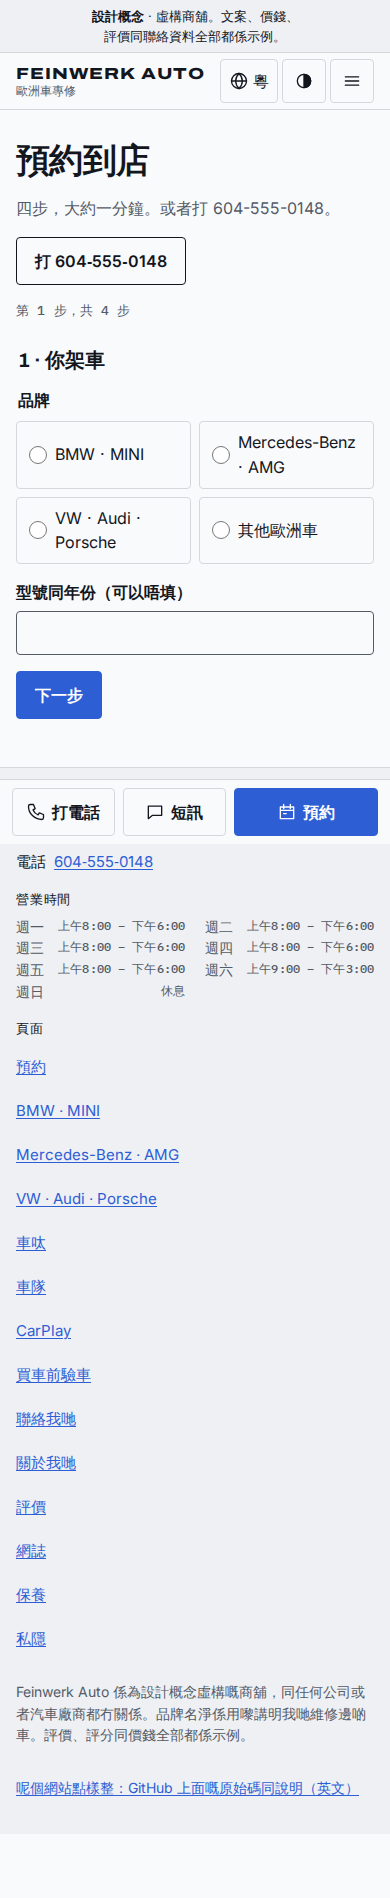 設計概念 · 虛構商舖。文案、價錢、
評價同聯絡資料全部都係示例。
FEINWERK AUTO
歐洲車專修
粵
預約到店
四步，大約一分鐘。或者打 604-555-0148。
打 604-555-0148
第 1 步，共 4 步
1 · 你架車
品牌
BMW · MINI
Mercedes-Benz
· AMG
VW · Audi ·
Porsche
其他歐洲車
型號同年份（可以唔填）
下一步
打電話
短訊
預約
電話 604-555-0148
營業時間
週一 上午8:00 – 下午6:00 週二 上午8:00 – 下午6:00
週三 上午8:00 – 下午6:00 週四 上午8:00 – 下午6:00
週五 上午8:00 – 下午6:00 週六 上午9:00 – 下午3:00
週日 休息
頁面
預約
BMW · MINI
Mercedes-Benz · AMG
VW · Audi · Porsche
車呔
車隊
CarPlay
買車前驗車
聯絡我哋
關於我哋
評價
網誌
保養
私隱
Feinwerk Auto 係為設計概念虛構嘅商舖，同任何公司或
者汽車廠商都冇關係。品牌名淨係用嚟講明我哋維修邊啲
車。評價、評分同價錢全部都係示例。
呢個網站點樣整：GitHub 上面嘅原始碼同說明（英文）